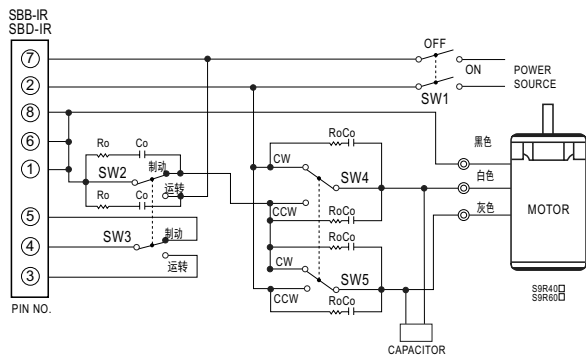 SBB-IR
SBD-IR
7
2
8
6
1
5
4
3
PIN NO.
OFF
ON
POWER
SOURCE
SW1
Ro Co
SW2
制动
Ro Co
运转
SW3
制动
运转
RoCo
CW
SW4
CCW
RoCo
RoCo
CW
SW5
CCW
RoCo
CAPACITOR
黑色
白色
灰色
MOTOR
S9R40□
S9R60□